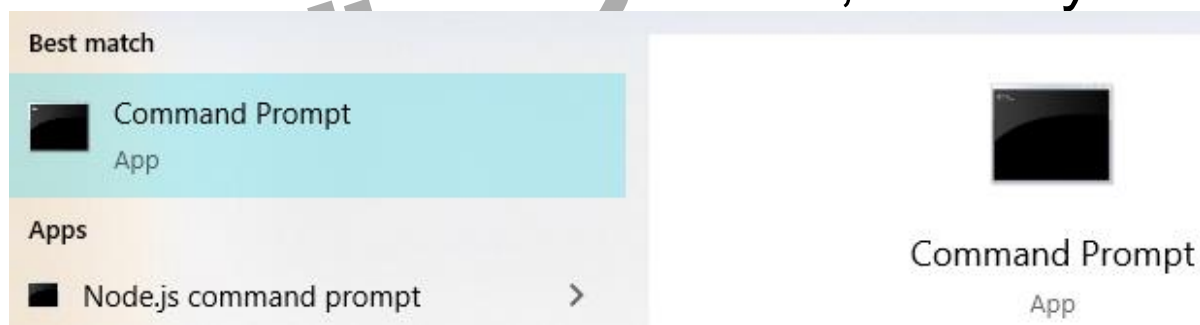 Best match
Command Prompt
App
Apps
Node.js command prompt
Command Prompt
App